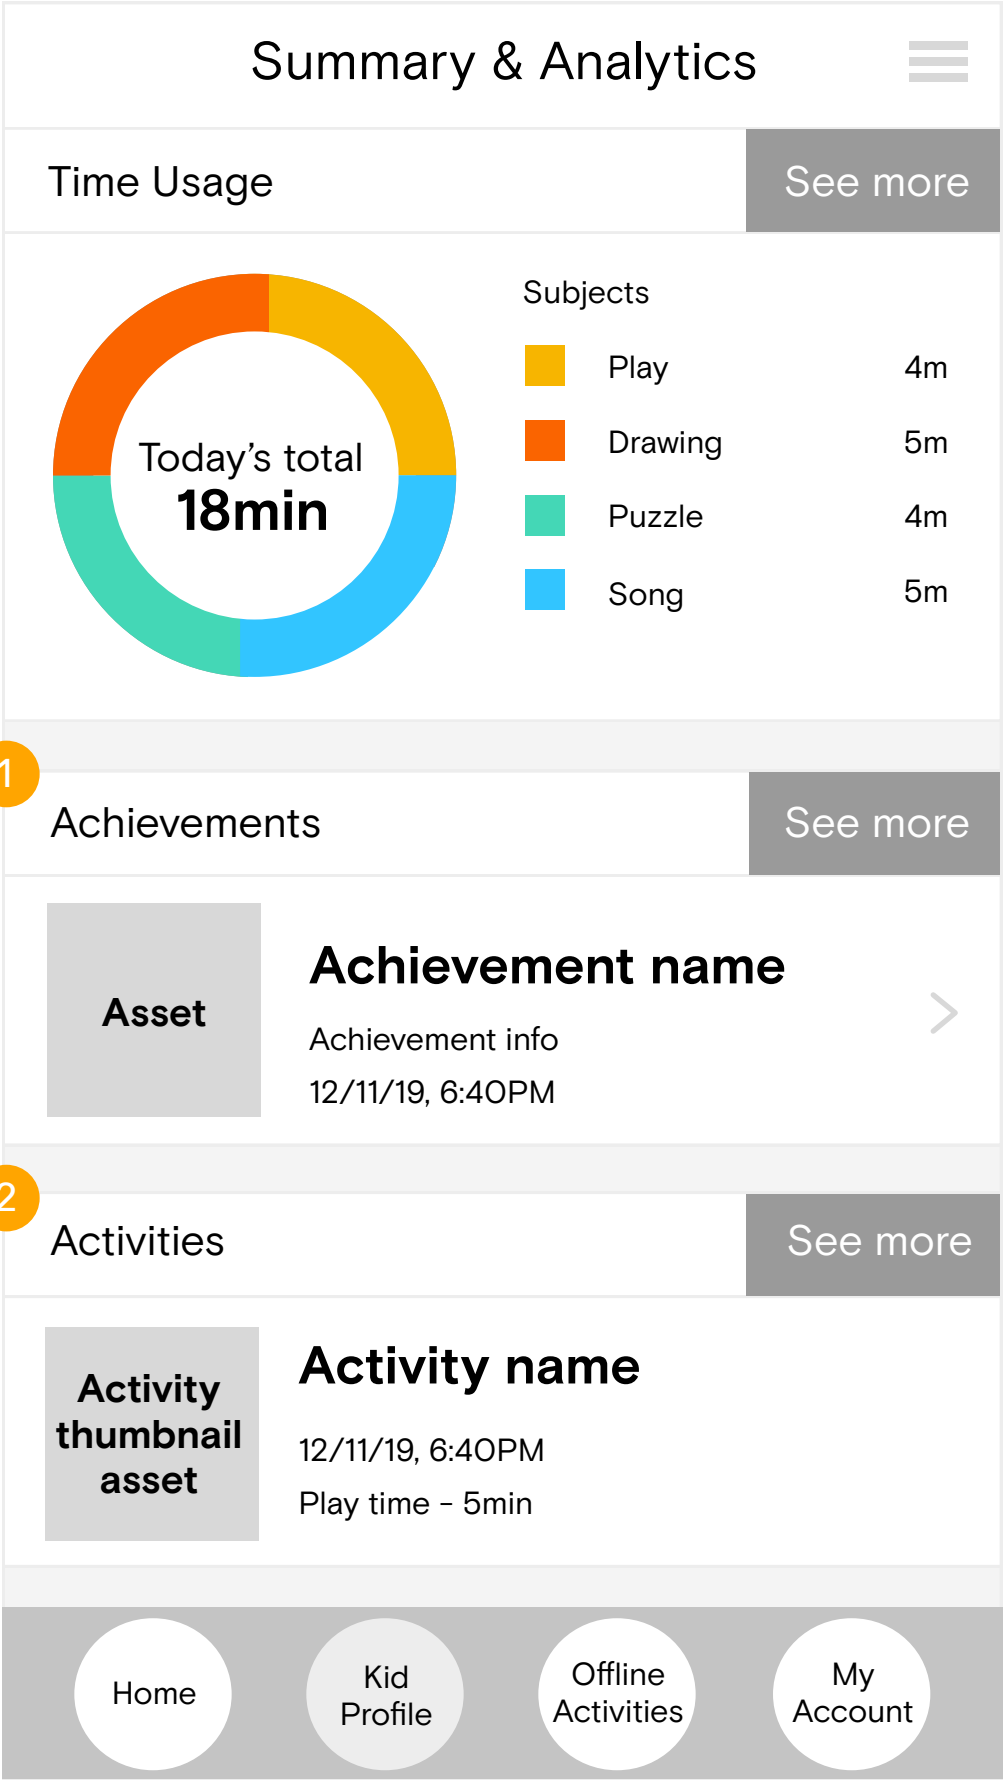 Summary & Analytics
Time Usage
See more
Today's total
18min
Subjects
Play 4m
Drawing 5m
Puzzle 4m
Song 5m
1
Achievements
See more
Asset
Achievement name
Achievement info
12/11/19, 6:40PM
2
Activities
See more
Activity
thumbnail
asset
Activity name
12/11/19, 6:40PM
Play time - 5min
Home
Kid
Profile
Offline
Activities
My
Account